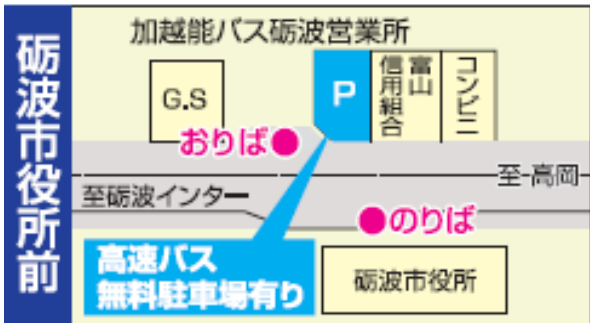 砺波市役所前
加越能バス砺波営業所
G.S
P
富山
信用組合
コンビニ
おりば
至高岡
至砺波インター
のりば
高速バス
無料駐車場有り
砺波市役所